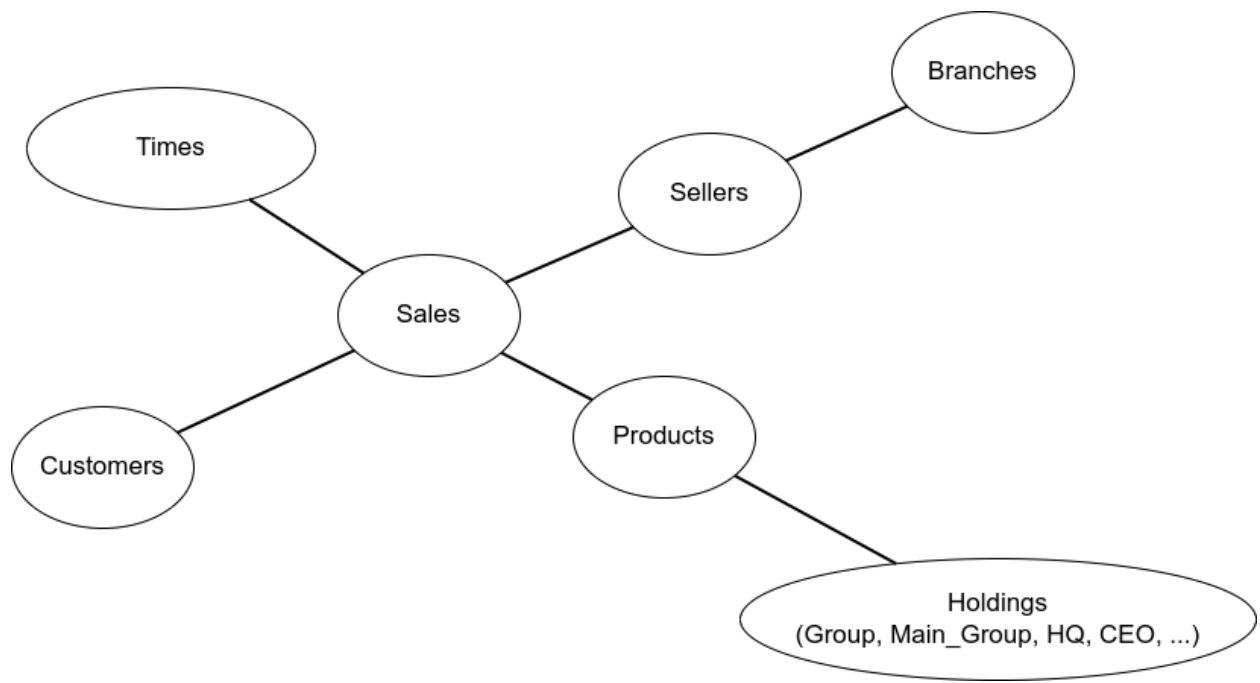 Branches
Times
Sellers
Sales
Products
Customers
Holdings
(Group, Main_Group, HQ, CEO, ...)